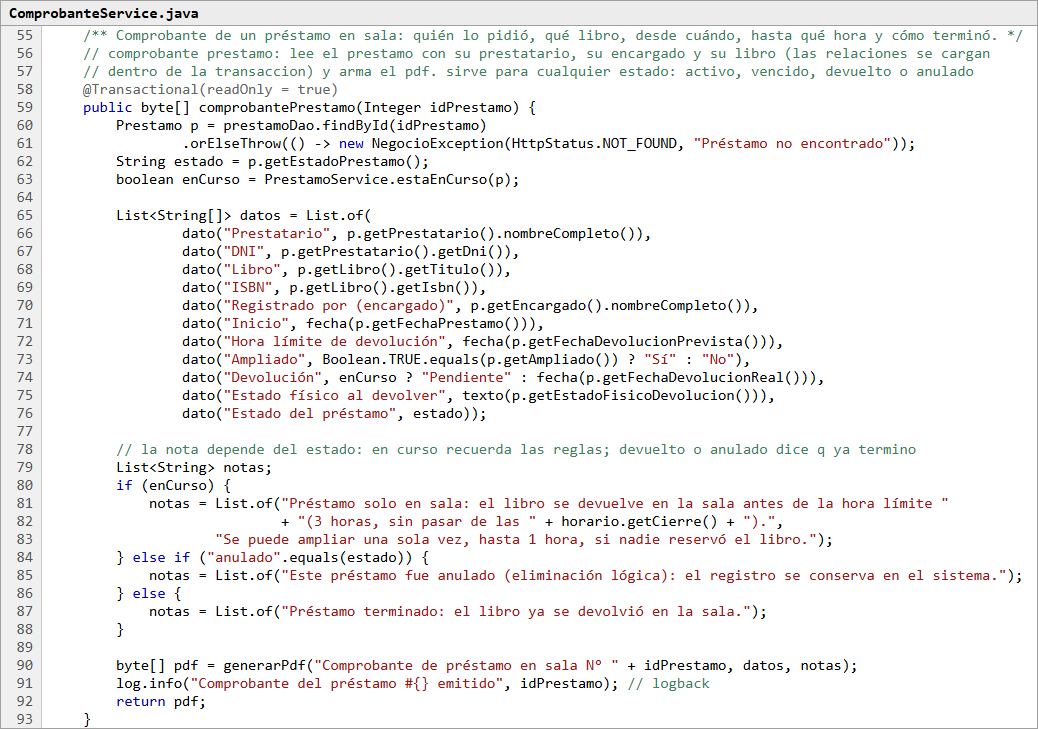 ComprobanteService.java
55     /** Comprobante de un préstamo en sala: quién lo pidió, qué libro, desde cuándo, hasta qué hora y cómo terminó. */
56     // comprobante prestamo: lee el prestamo con su prestatario, su encargado y su libro (las relaciones se cargan
57     // dentro de la transaccion) y arma el pdf. sirve para cualquier estado: activo, vencido, devuelto o anulado
58     @Transactional(readOnly = true)
59     public byte[] comprobantePrestamo(Integer idPrestamo) {
60         Prestamo p = prestamoDao.findById(idPrestamo)
61                 .orElseThrow(() -> new NegocioException(HttpStatus.NOT_FOUND, "Préstamo no encontrado"));
62         String estado = p.getEstadoPrestamo();
63         boolean enCurso = PrestamoService.estaEnCurso(p);
64
65         List<String[]> datos = List.of(
66                 dato("Prestatario", p.getPrestatario().nombreCompleto()),
67                 dato("DNI", p.getPrestatario().getDni()),
68                 dato("Libro", p.getLibro().getTitulo()),
69                 dato("ISBN", p.getLibro().getIsbn()),
70                 dato("Registrado por (encargado)", p.getEncargado().nombreCompleto()),
71                 dato("Inicio", fecha(p.getFechaPrestamo())),
72                 dato("Hora límite de devolución", fecha(p.getFechaDevolucionPrevista())),
73                 dato("Ampliado", Boolean.TRUE.equals(p.getAmpliado()) ? "Sí" : "No"),
74                 dato("Devolución", enCurso ? "Pendiente" : fecha(p.getFechaDevolucionReal())),
75                 dato("Estado físico al devolver", texto(p.getEstadoFisicoDevolucion())),
76                 dato("Estado del préstamo", estado));
77
78         // la nota depende del estado: en curso recuerda las reglas; devuelto o anulado dice q ya termino
79         List<String> notas;
80         if (enCurso) {
81             notas = List.of("Préstamo solo en sala: el libro se devuelve en la sala antes de la hora límite "
82                             + "(3 horas, sin pasar de las " + horario.getCierre() + ").",
83                     "Se puede ampliar una sola vez, hasta 1 hora, si nadie reservó el libro.");
84         } else if ("anulado".equals(estado)) {
85             notas = List.of("Este préstamo fue anulado (eliminación lógica): el registro se conserva en el sistema.");
86         } else {
87             notas = List.of("Préstamo terminado: el libro ya se devolvió en la sala.");
88         }
89
90         byte[] pdf = generarPdf("Comprobante de préstamo en sala Nº " + idPrestamo, datos, notas);
91         log.info("Comprobante del préstamo #{} emitido", idPrestamo); // logback
92         return pdf;
93     }